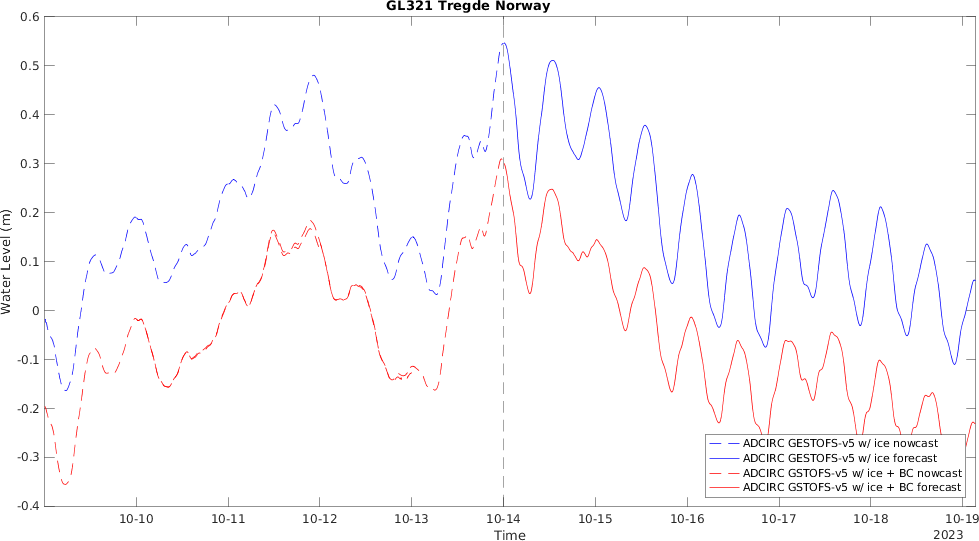 GL321 Tregde Norway
0.6
0.5
0.4
0.3
0.2
0.1
0
-0.1
-0.2
-0.3
-0.4
Water Level (m)
ADCIRC GESTOFS-v5 w/ ice nowcast
ADCIRC GESTOFS-v5 w/ ice forecast
ADCIRC GSTOFS-v5 w/ ice + BC nowcast
ADCIRC GSTOFS-v5 w/ ice + BC forecast
10-10 10-11 10-12 10-13 10-14 10-15 10-16 10-17 10-18 10-19
Time
2023